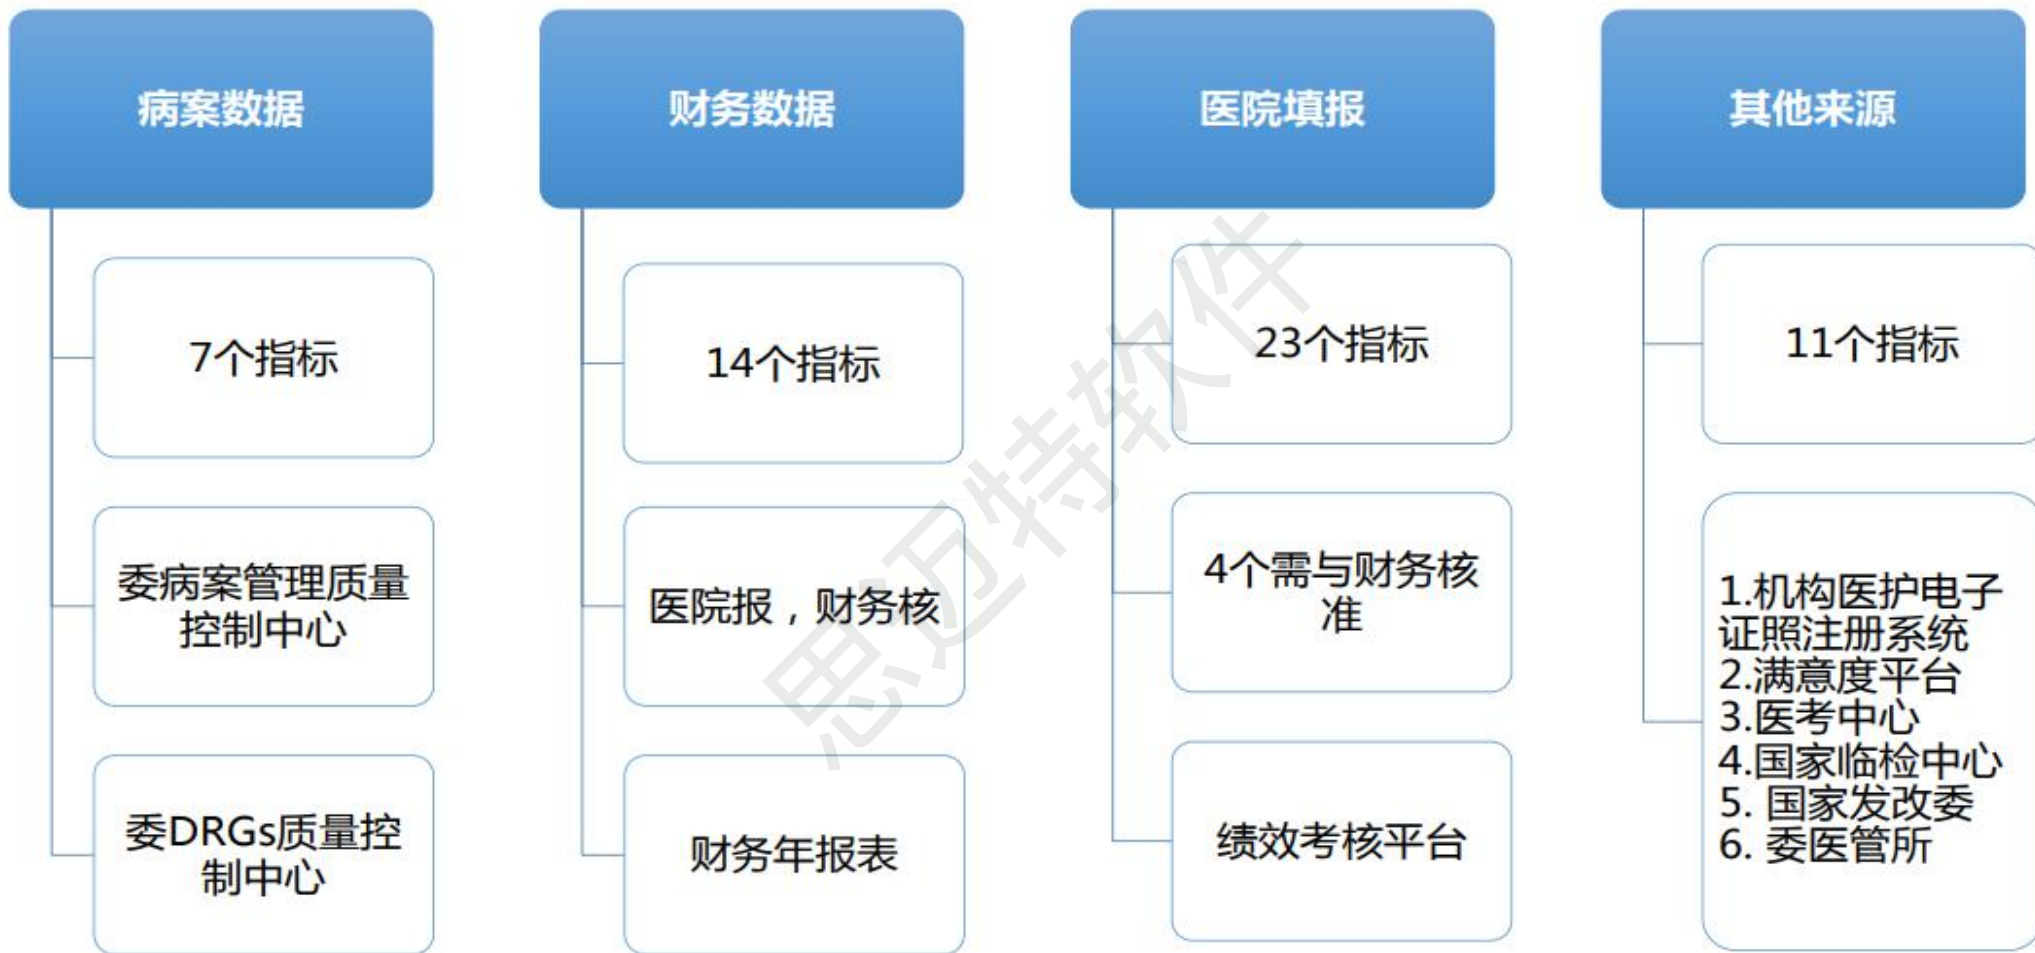 病案数据
7个指标
委病案管理质量
控制中心
委DRGs质量控
制中心
财务数据
14个指标
医院报，财务核
财务年报表
医院填报
23个指标
4个需与财务核
准
绩效考核平台
其他来源
11个指标
1.机构医护电子
证照注册系统
2.满意度平台
3.医考中心
4.国家临检中心
5. 国家发改委
6. 委医管所
思迈特软件